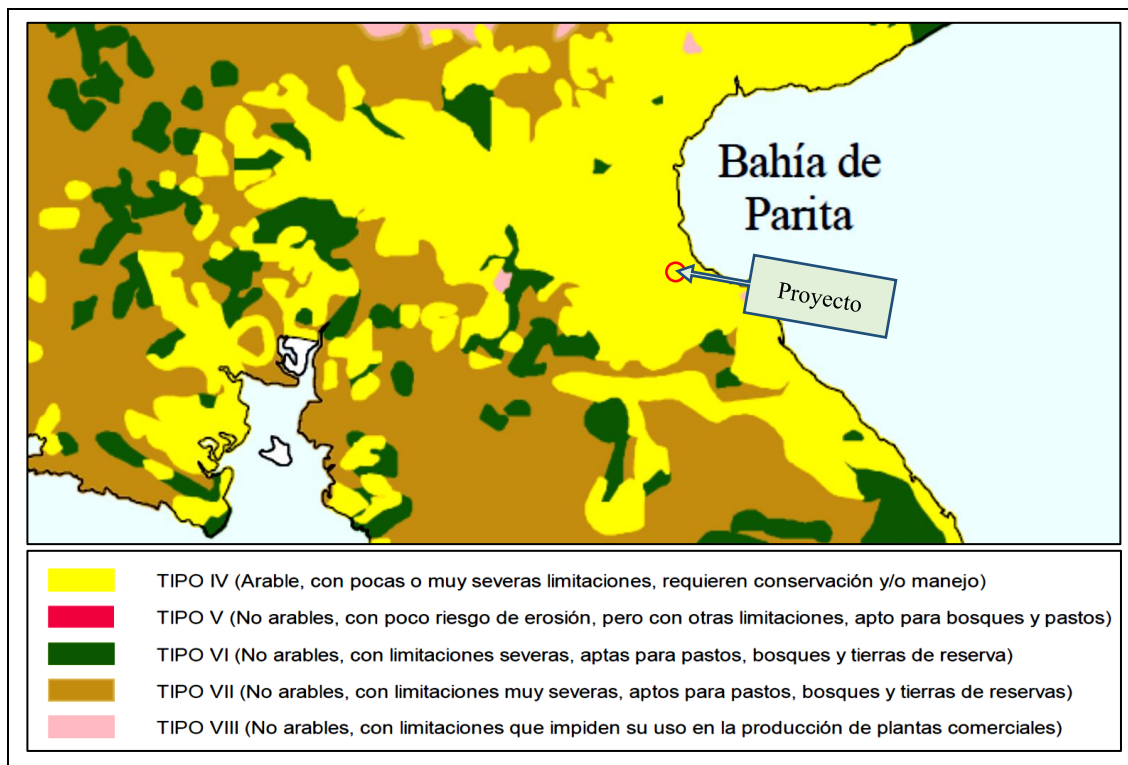 Bahía de
Parita
Proyecto
TIPO IV (Arable, con pocas o muy severas limitaciones, requieren conservación y/o manejo)
TIPO V (No arables, con poco riesgo de erosión, pero con otras limitaciones, apto para bosques y pastos)
TIPO VI (No arables, con limitaciones severas, aptas para pastos, bosques y tierras de reserva)
TIPO VII (No arables, con limitaciones muy severas, aptos para pastos, bosques y tierras de reservas)
TIPO VIII (No arables, con limitaciones que impiden su uso en la producción de plantas comerciales)